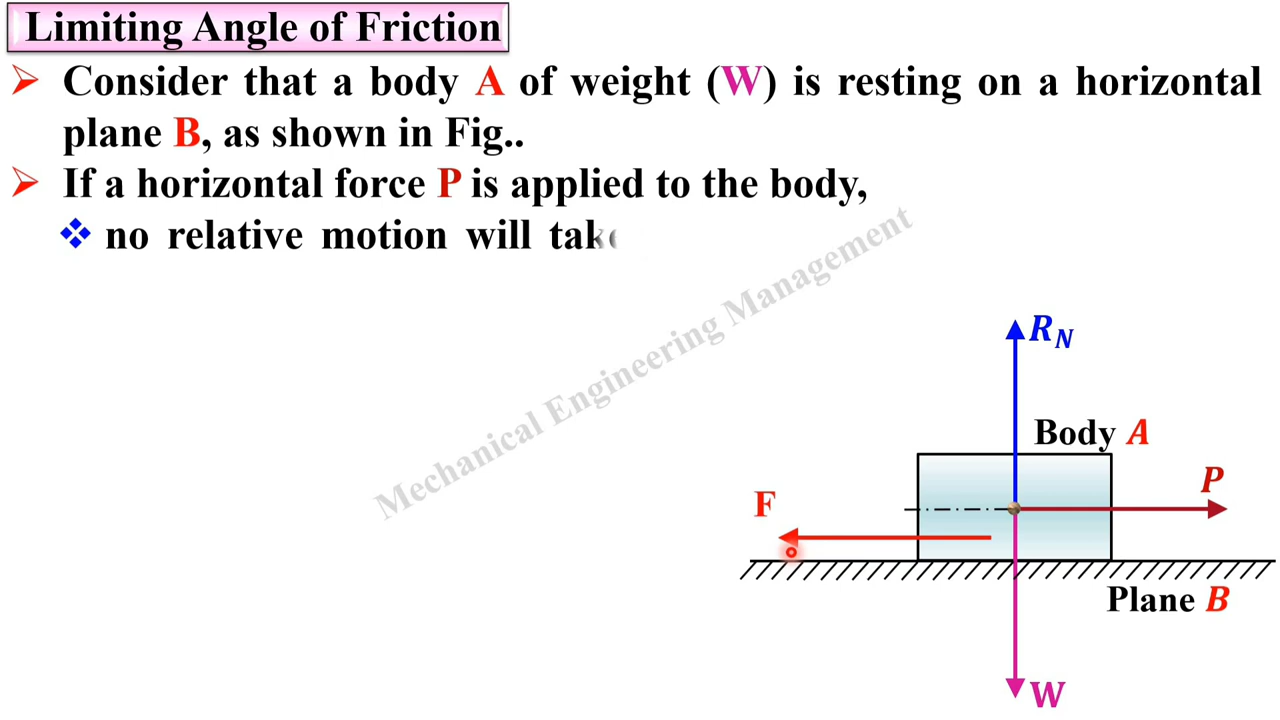 Limiting Angle of Friction
➢ Consider that a body A of weight (W) is resting on a horizontal
plane B, as shown in Fig..
➢ If a horizontal force P is applied to the body,
❖ no relative motion will
Mechanical Engineering Management
R_N
Body A
P
F
Plane B
W